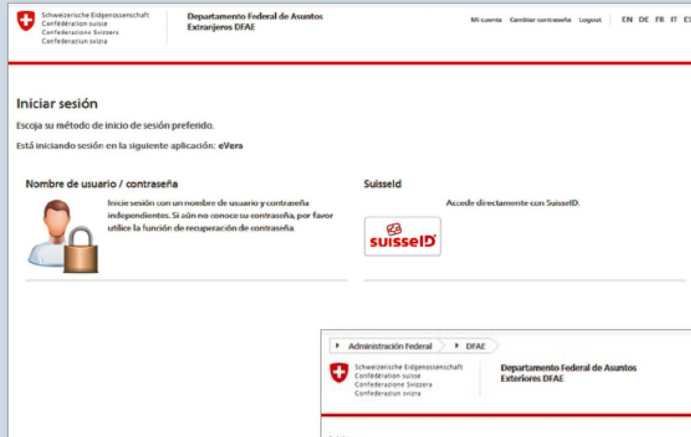 Schweizerische Eidgenossenschaft
Confédération suisse
Confederazione Svizzera
Confederaziun svizra
Departamento Federal de Asuntos
Extranjeros DFAE
Mi cuenta Cambiar contraseña Logout EN DE FR IT ES
Iniciar sesión
Escoja su método de inicio de sesión preferido.
Está iniciando sesión en la siguiente aplicación: eVera
Nombre de usuario / contraseña
Inicie sesión con un nombre de usuario y contraseña
independientes. Si aún no conoce su contraseña, por favor
utilice la función de recuperación de contraseña.
SuisseId
Accede directamente con SuisseID.
suisseID
Administración Federal DFAE
Schweizerische Eidgenossenschaft
Confédération suisse
Confederazione Svizzera
Confederaziun svizra
Departamento Federal de Asuntos
Exteriores DFAE